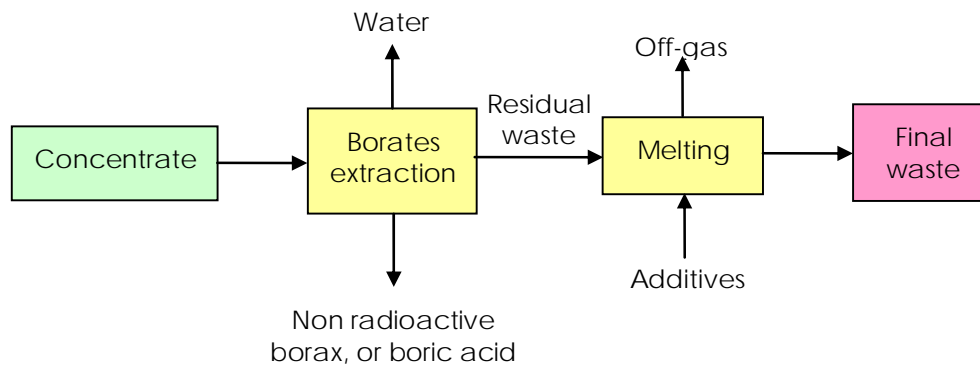 Water
Off-gas
Residual
waste
Concentrate
Borates
extraction
Melting
Final
waste
Additives
Non radioactive
borax, or boric acid